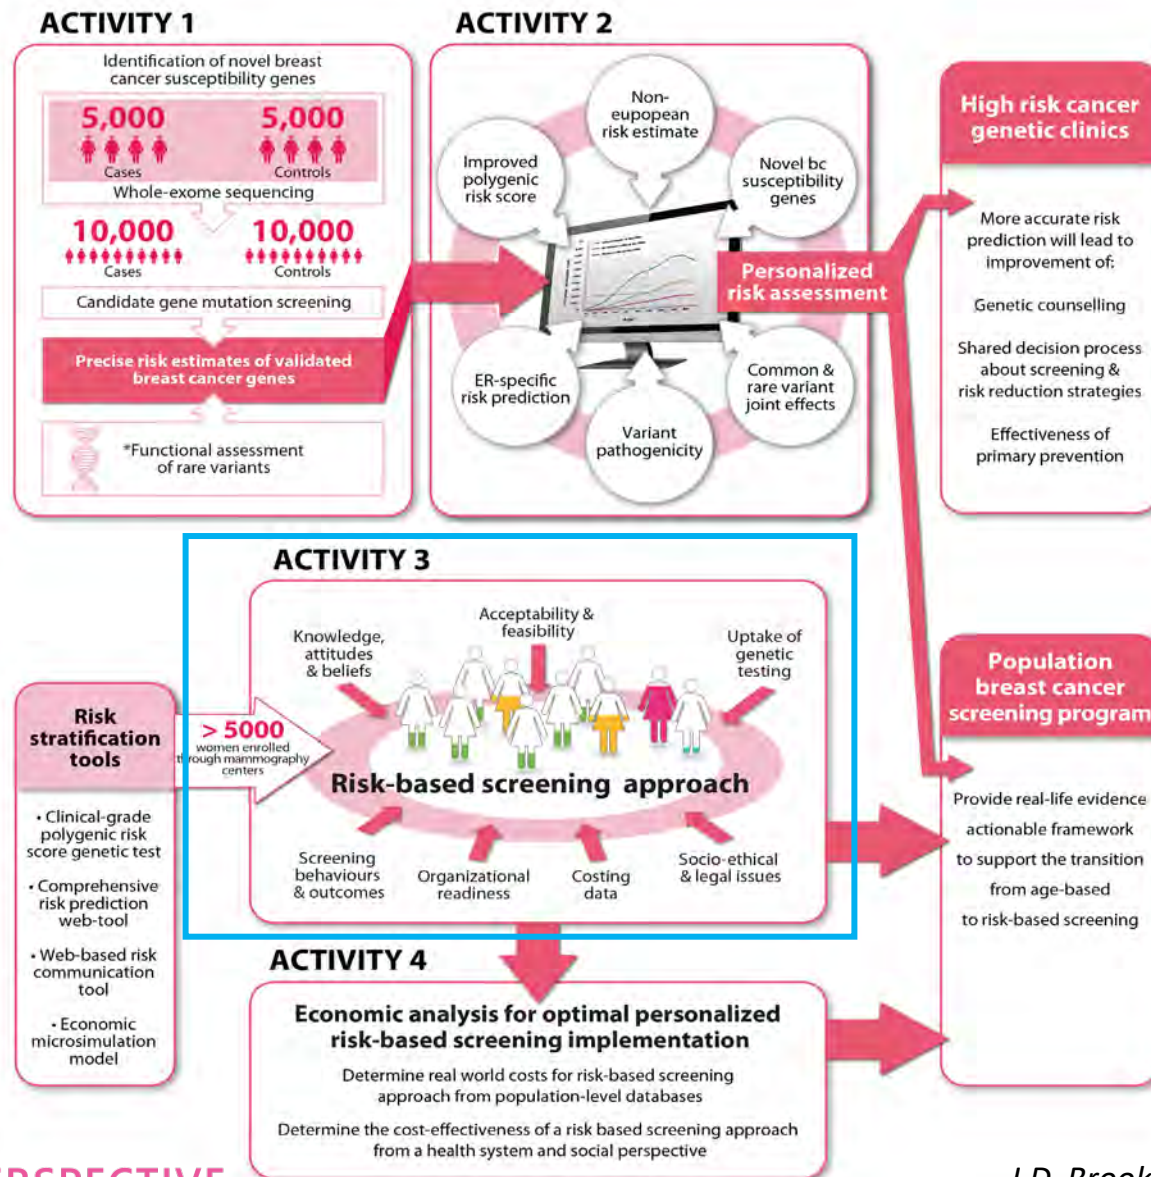 ACTIVITY 1
Identification of novel breast
cancer susceptibility genes
5,000
5,000
Cases
Controls
Whole-exome sequencing
10,000
10,000
Cases
Controls
Candidate gene mutation screening
Precise risk estimates of validated
breast cancer genes
*Functional assessment
of rare variants
ACTIVITY 2
Non-
eupopean
risk estimate
Improved
polygenic
risk score
Novel bc
susceptibility
genes
Personalized
risk assessment
ER-specific
risk prediction
Common &
rare variant
joint effects
Variant
pathogenicity
High risk cancer
genetic clinics
More accurate risk
prediction will lead to
improvement of:
Genetic counselling
Shared decision process
about screening &
risk reduction strategies
Effectiveness of
primary prevention
ACTIVITY 3
Knowledge,
attitudes
& beliefs
Acceptability &
feasibility
Uptake of
genetic
testing
Risk
stratification
tools
> 5000
women enrolled
through mammography
centers
Risk-based screening approach
Screening
behaviours
& outcomes
Organizational
readiness
Costing
data
Socio-ethical
& legal issues
• Clinical-grade
polygenic risk
score genetic test
• Comprehensive
risk prediction
web-tool
• Web-based risk
communication
tool
• Economic
microsimulation
model
Population
breast cancer
screening program
Provide real-life evidence
actionable framework
to support the transition
from age-based
to risk-based screening
ACTIVITY 4
Economic analysis for optimal personalized
risk-based screening implementation
Determine real world costs for risk-based screening
approach from population-level databases
Determine the cost-effectiveness of a risk based screening approach
from a health system and social perspective